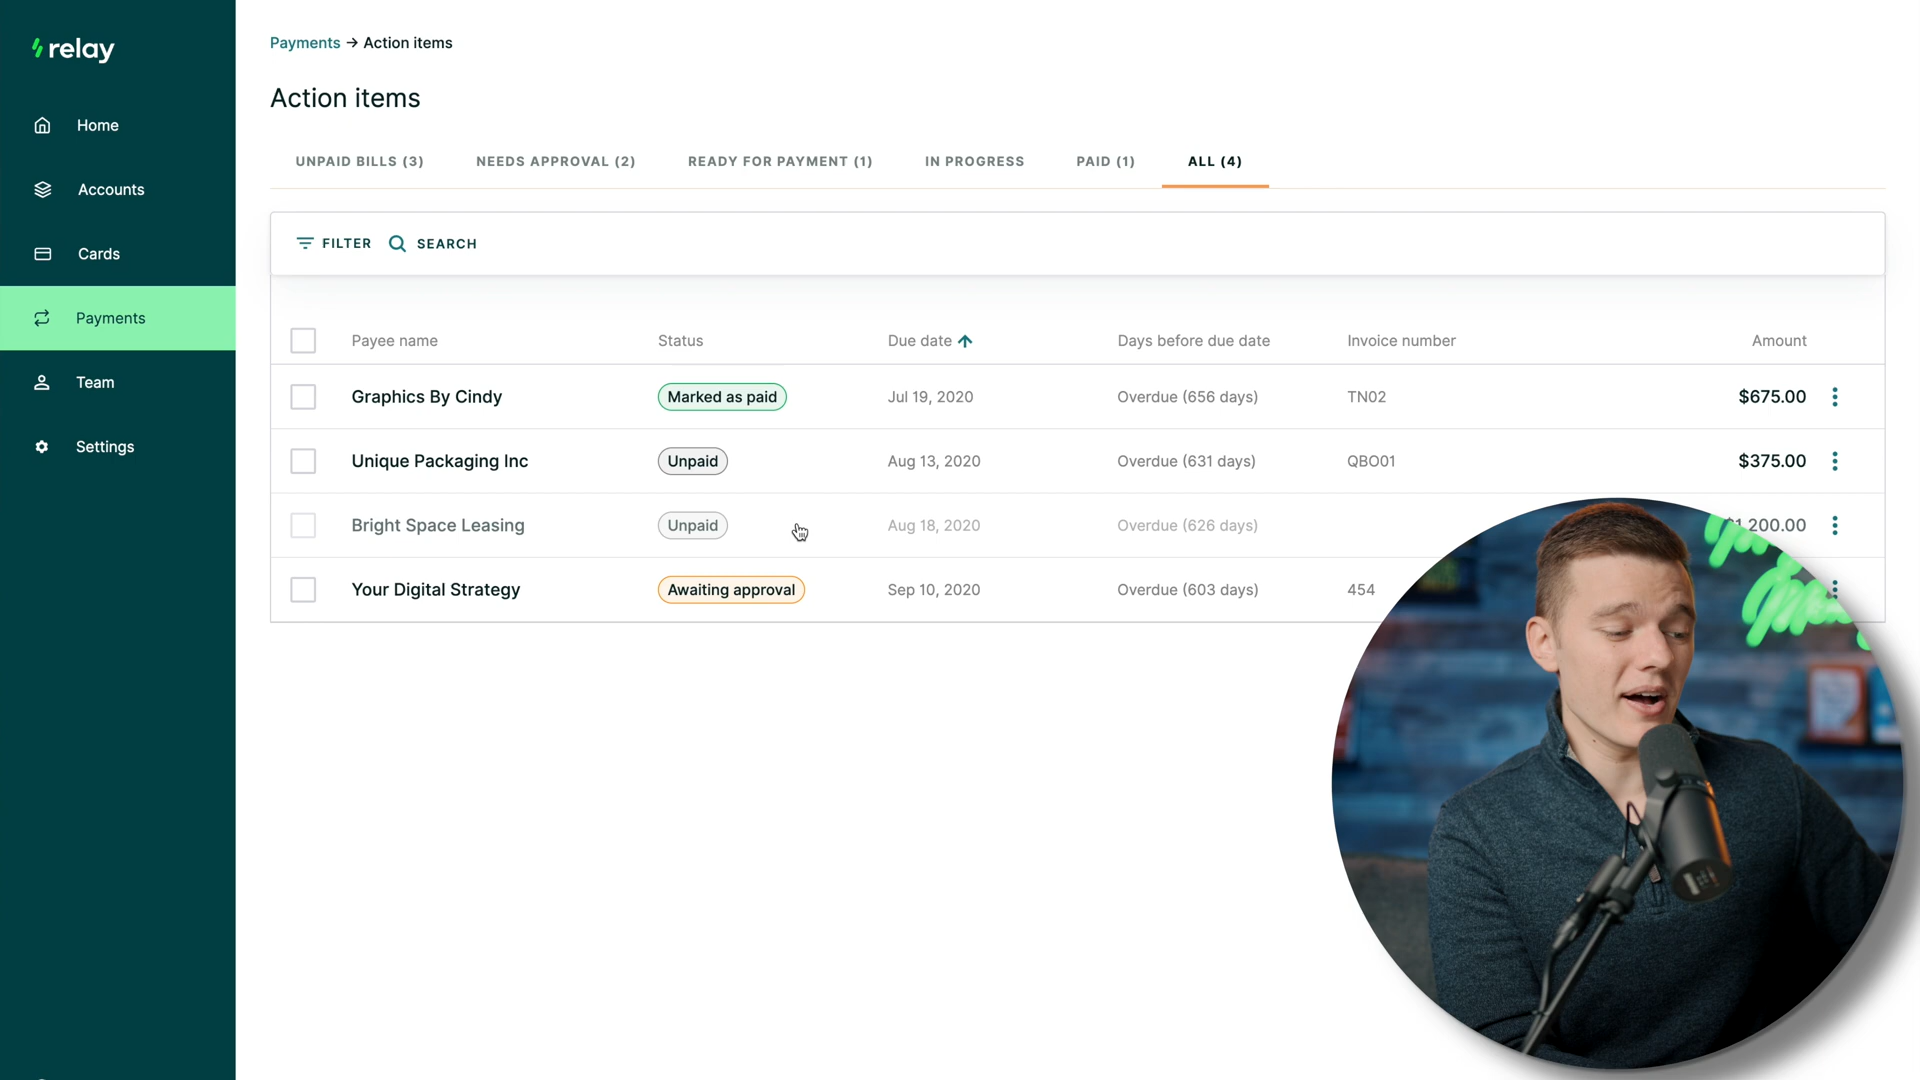 relay
Home
Accounts
Cards
Payments
Team
Settings
Payments → Action items
Action items
UNPAID BILLS (3) NEEDS APPROVAL (2) READY FOR PAYMENT (1) IN PROGRESS PAID (1) ALL (4)
FILTER SEARCH
Payee name Status Due date Days before due date Invoice number Amount
Graphics By Cindy Marked as paid Jul 19, 2020 Overdue (656 days) TN02 $675.00
Unique Packaging Inc Unpaid Aug 13, 2020 Overdue (631 days) QBO01 $375.00
Bright Space Leasing Unpaid Aug 18, 2020 Overdue (626 days) $1,200.00
Your Digital Strategy Awaiting approval Sep 10, 2020 Overdue (603 days) 454